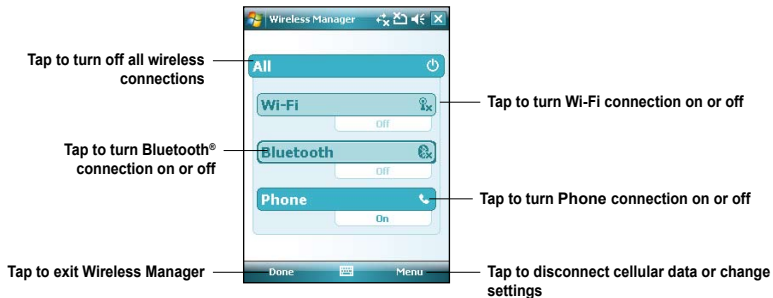 Wireless Manager
Tap to turn off all wireless
connections
All
Wi-Fi
Tap to turn Wi-Fi connection on or off
Off
Tap to turn Bluetooth®
connection on or off
Bluetooth
Off
Phone
Tap to turn Phone connection on or off
On
Tap to exit Wireless Manager
Done
Menu
Tap to disconnect cellular data or change
settings